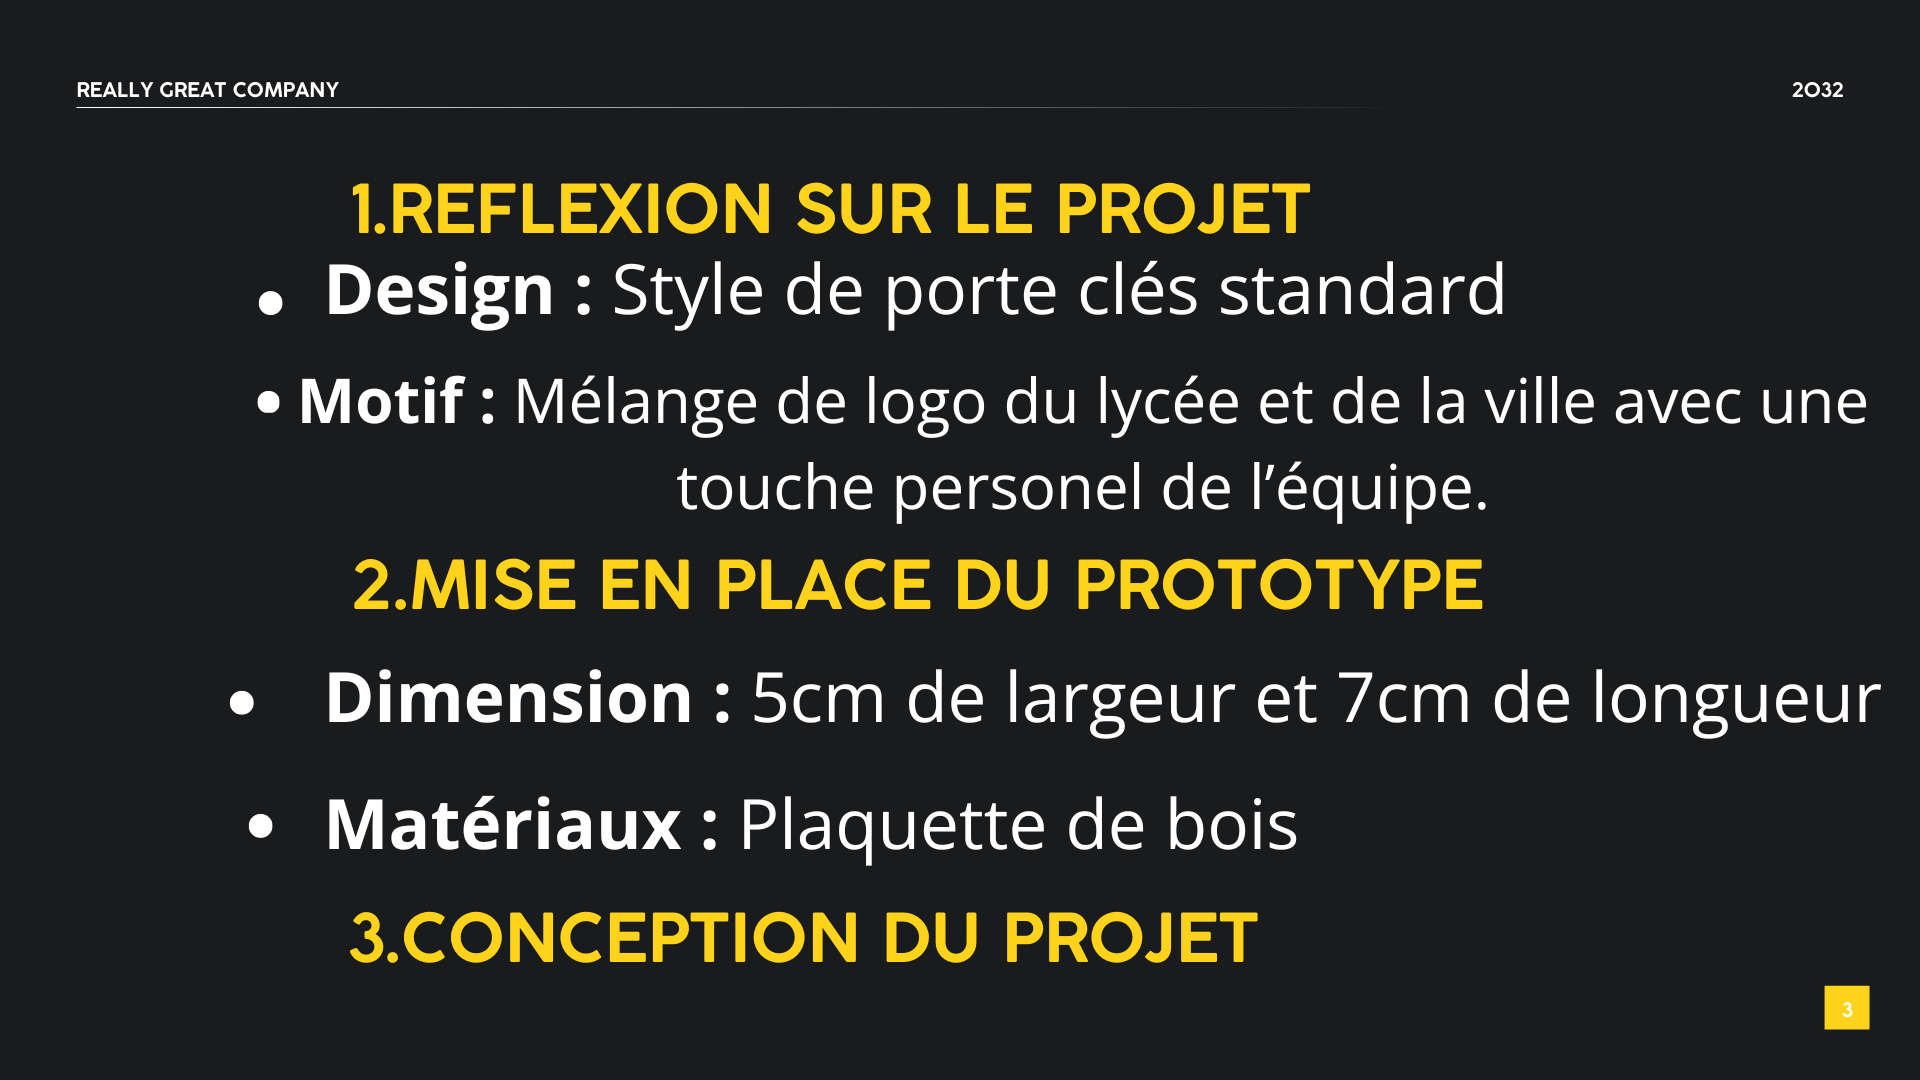 REALLY GREAT COMPANY
2032
1.REFLEXION SUR LE PROJET
• Design : Style de porte clés standard
• Motif : Mélange de logo du lycée et de la ville avec une
touche personel de l’équipe.
2.MISE EN PLACE DU PROTOTYPE
• Dimension : 5cm de largeur et 7cm de longueur
• Matériaux : Plaquette de bois
3.CONCEPTION DU PROJET
3